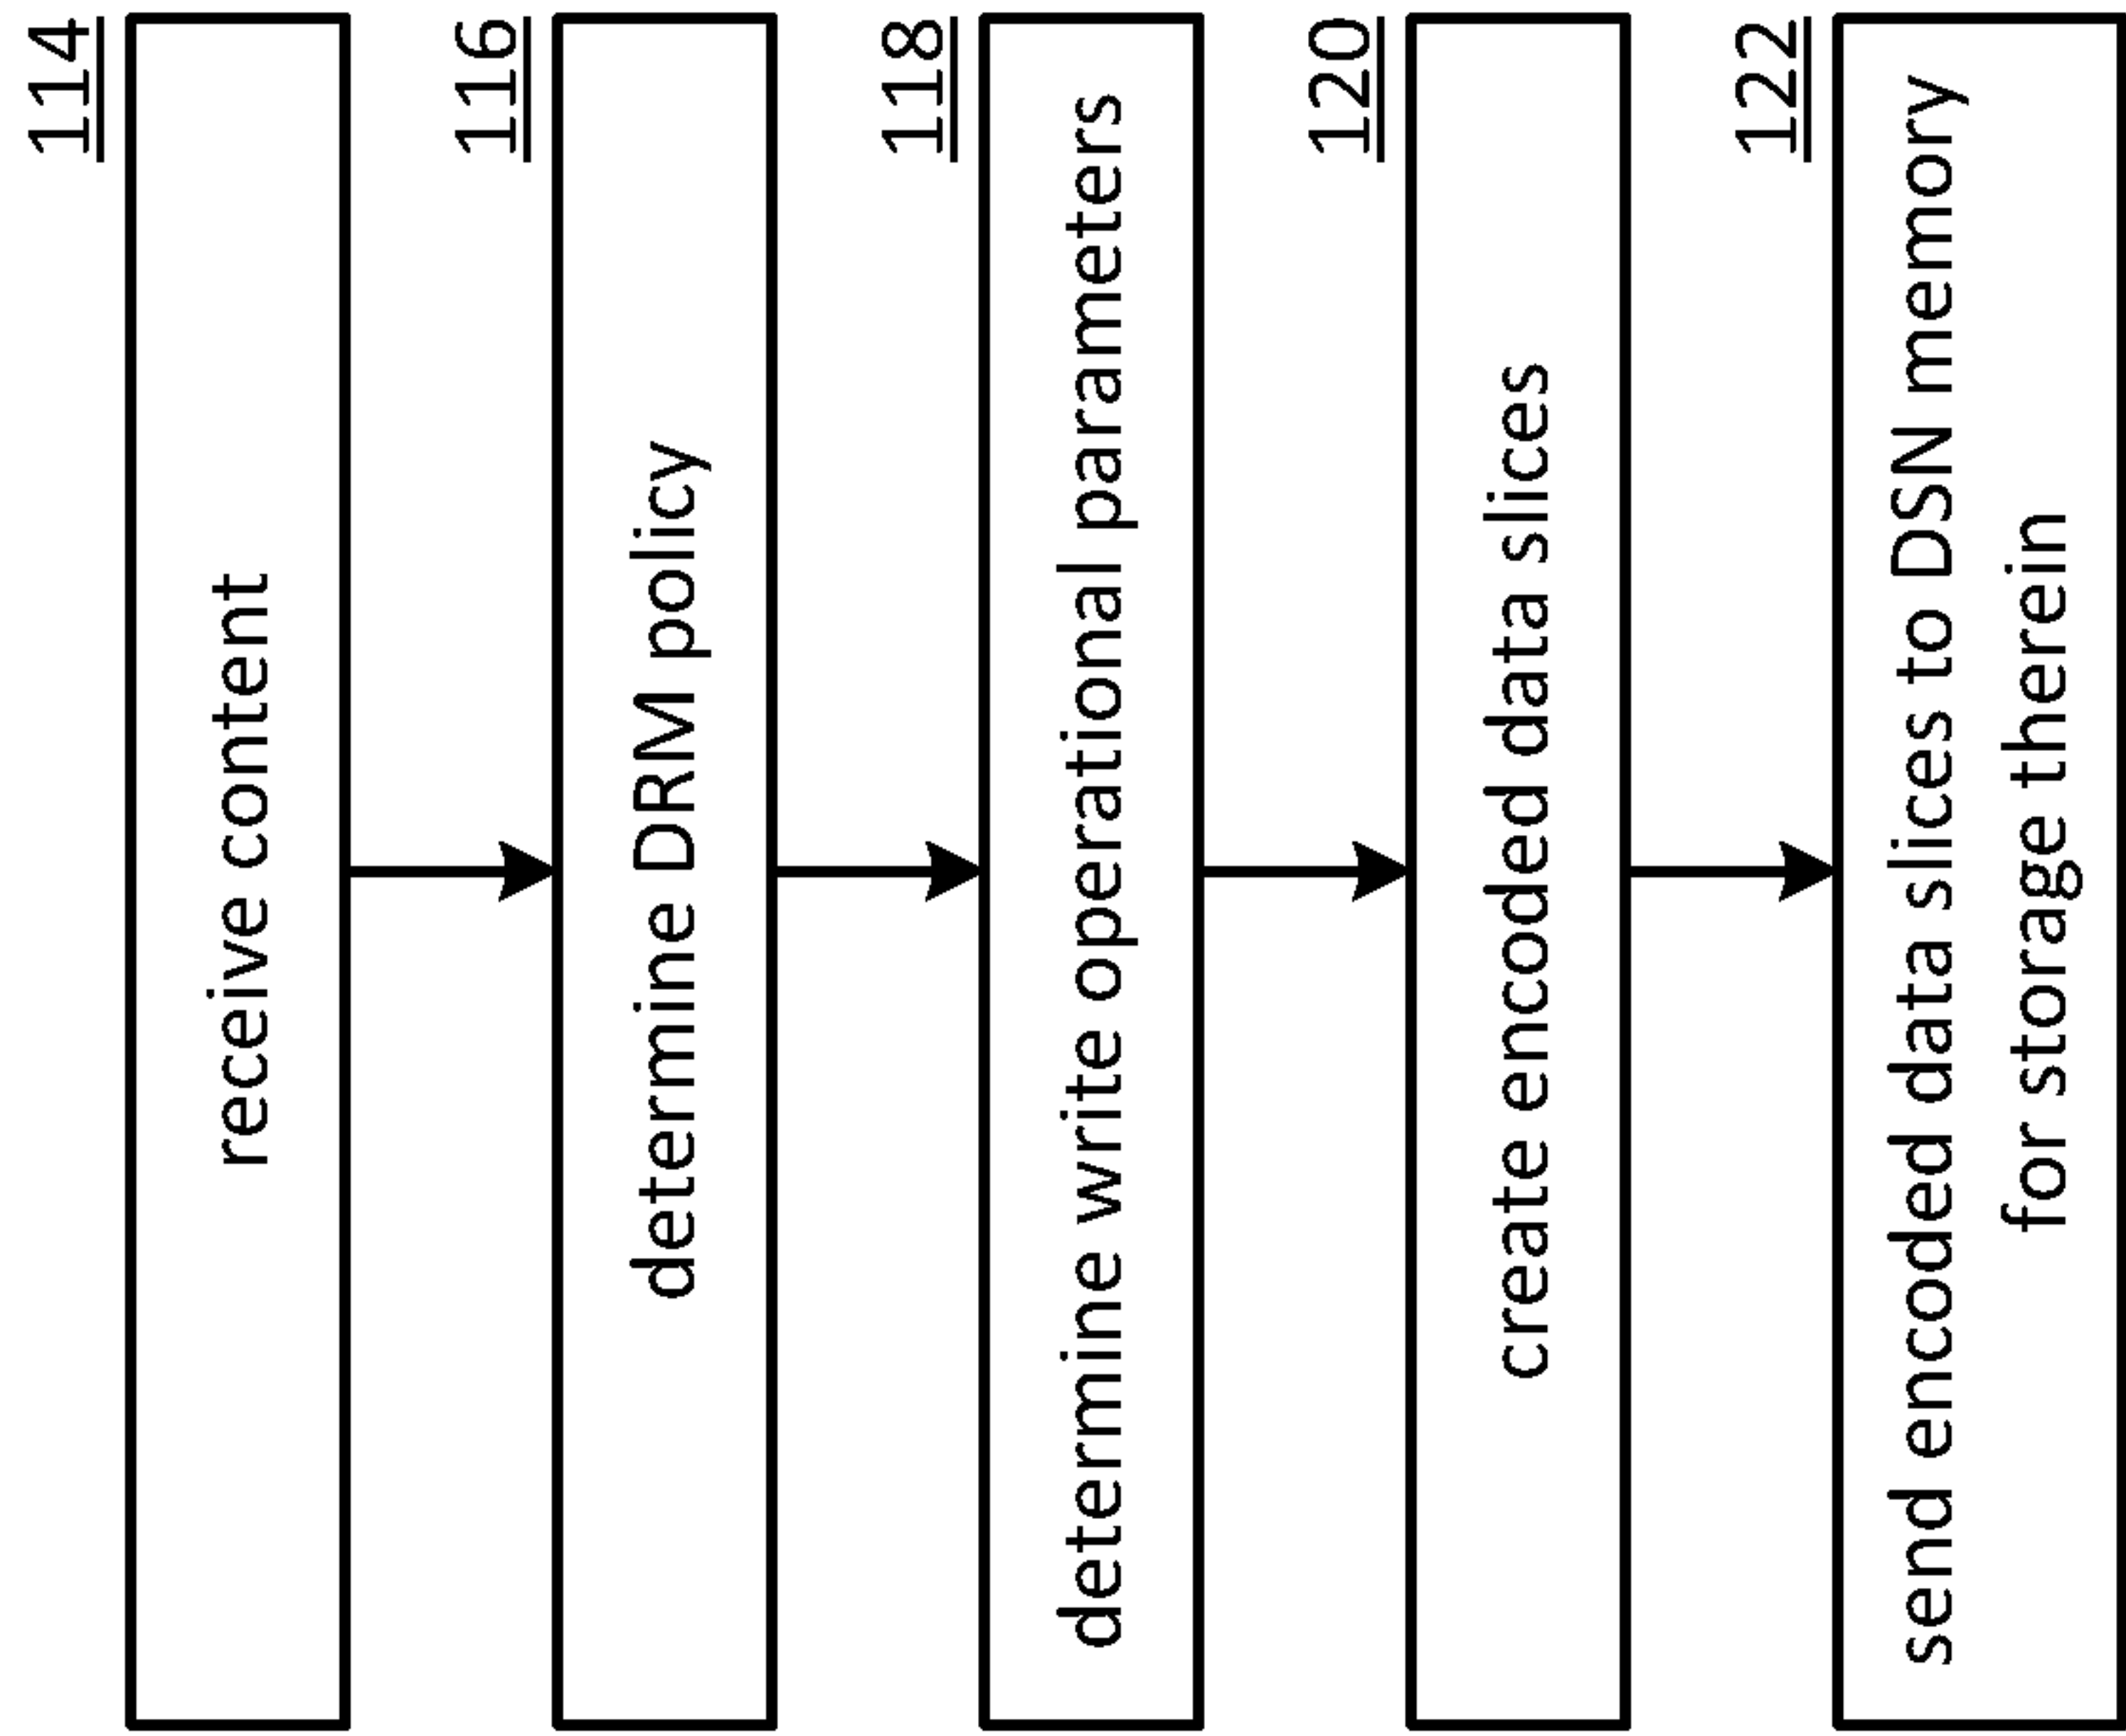 114
receive content
116
determine DRM policy
118
determine write operational parameters
120
create encoded data slices
122
send encoded data slices to DSN memory
for storage therein